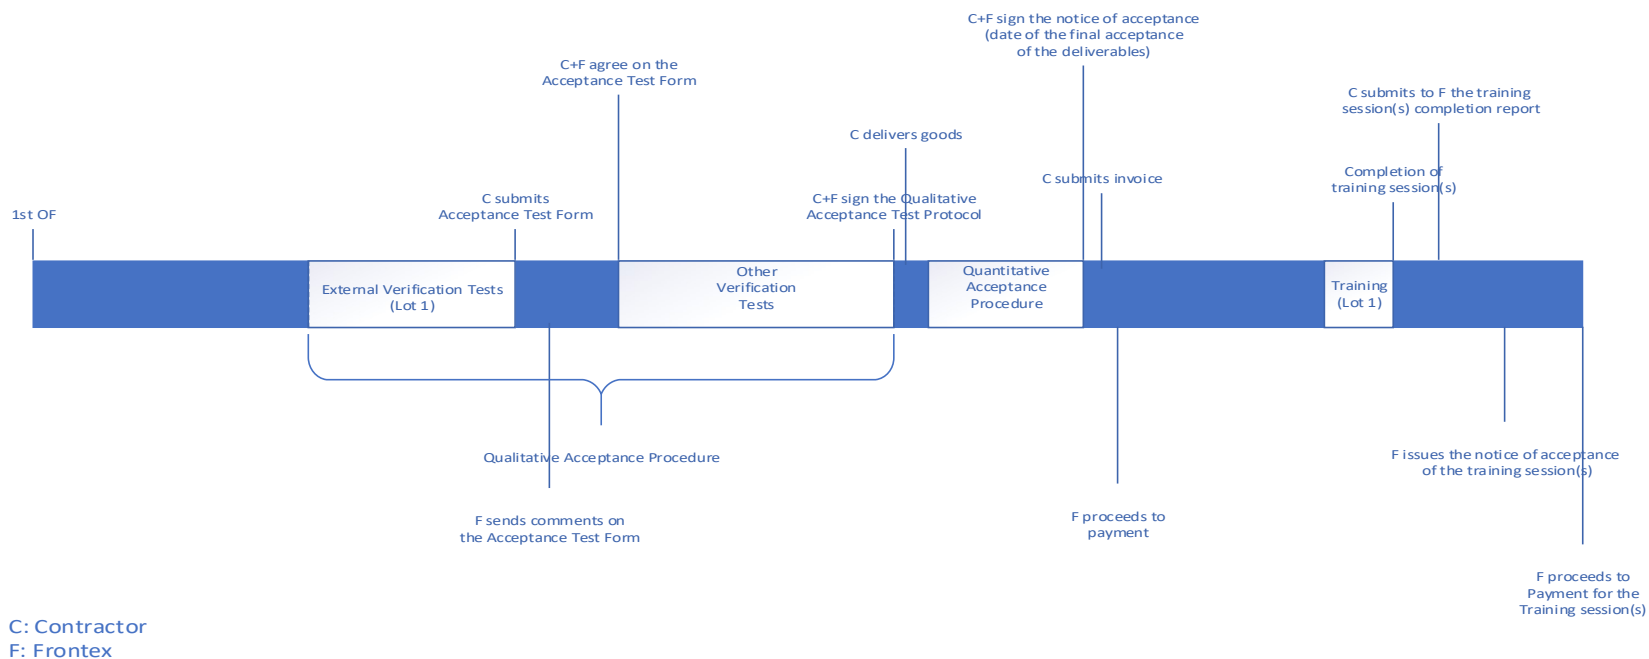 C+F sign the notice of acceptance
(date of the final acceptance
of the deliverables)
C+F agree on the
Acceptance Test Form
C submits to F the training
session(s) completion report
C delivers goods
Completion of
training session(s)
C submits invoice
C submits
Acceptance Test Form
C+F sign the Qualitative
Acceptance Test Protocol
1st OF
External Verification Tests
(Lot 1)
Other
Verification
Tests
Quantitative
Acceptance
Procedure
Training
(Lot 1)
Qualitative Acceptance Procedure
F issues the notice of acceptance
of the training session(s)
F sends comments on
the Acceptance Test Form
F proceeds to
payment
F proceeds to
Payment for the
Training session(s)
C: Contractor
F: Frontex